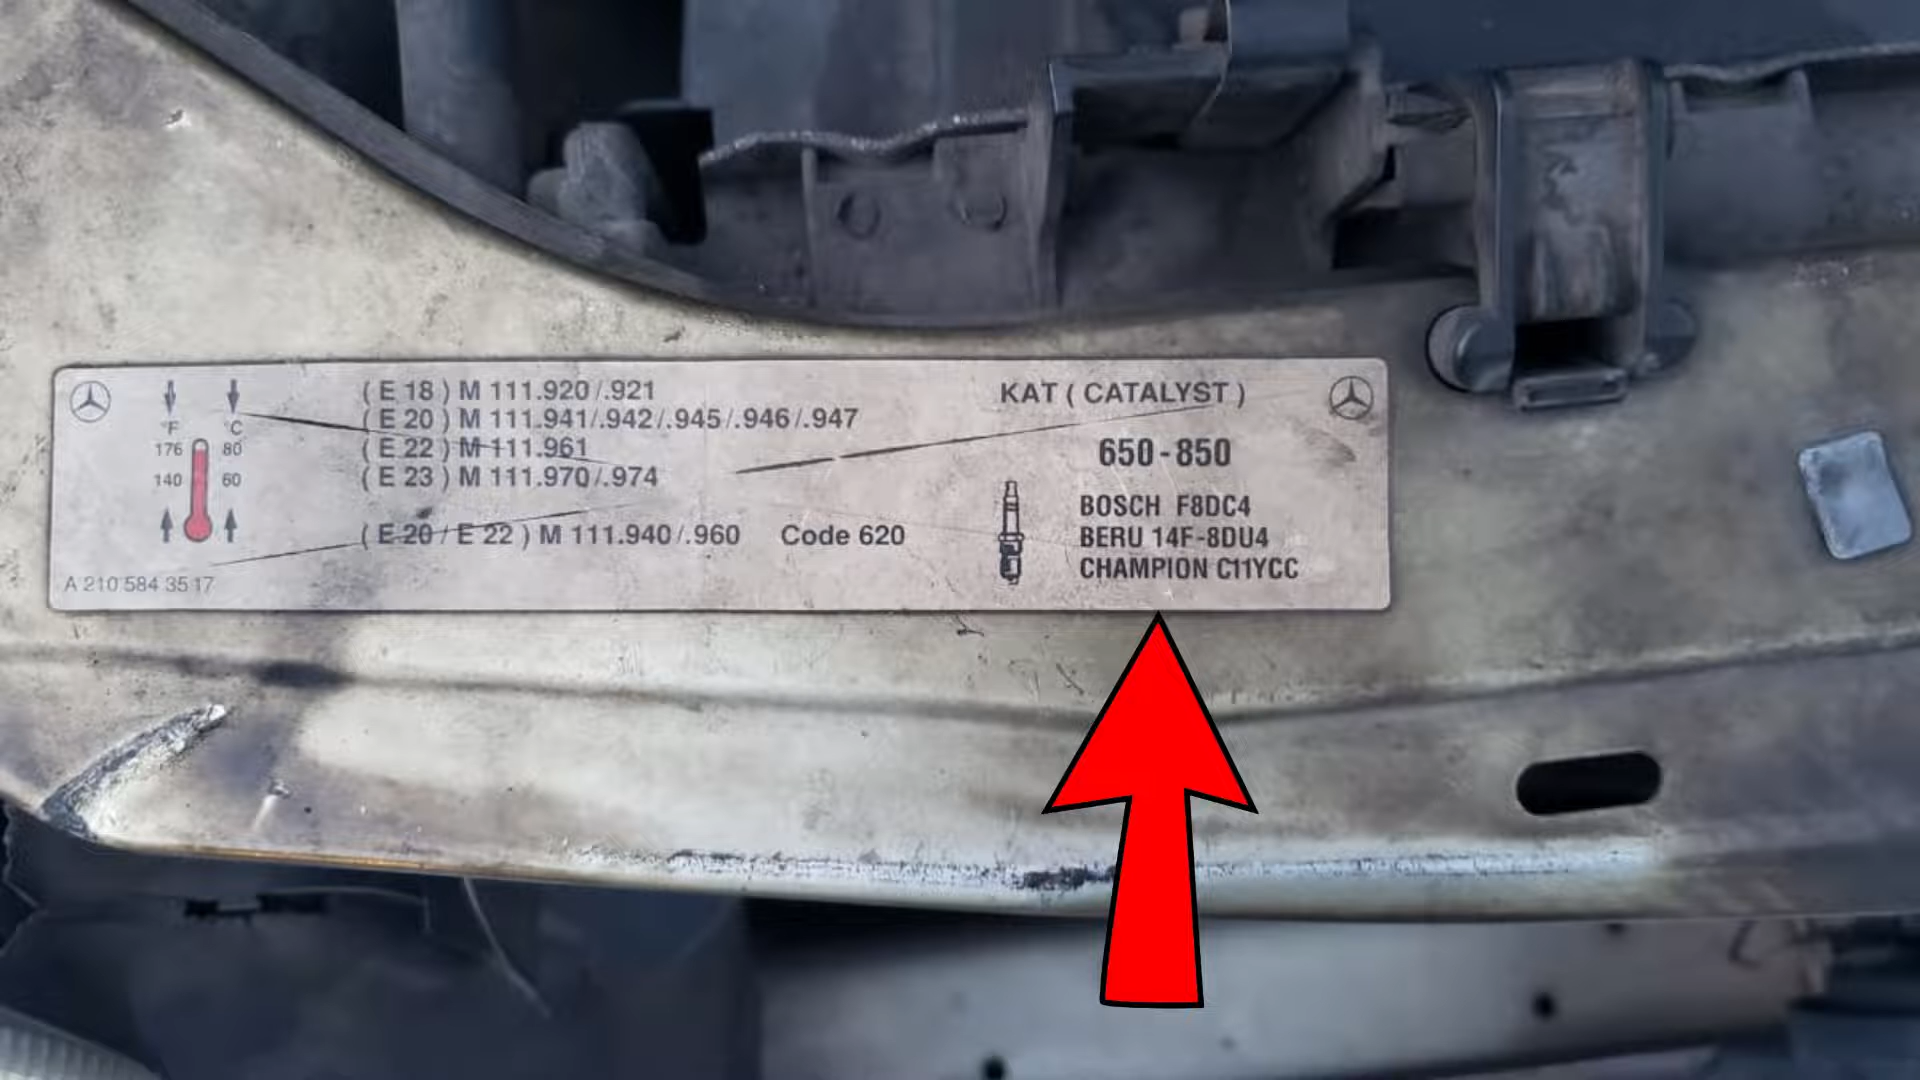 °F °C
176 80
140 60
A 210 584 35 17
( E 18 ) M 111.920/.921
( E 20 ) M 111.941/.942/.945/.946/.947
( E 22 ) M 111.961
( E 23 ) M 111.970/.974
( E 20 / E 22 ) M 111.940/.960 Code 620
KAT ( CATALYST )
650-850
BOSCH F8DC4
BERU 14F-8DU4
CHAMPION C11YCC